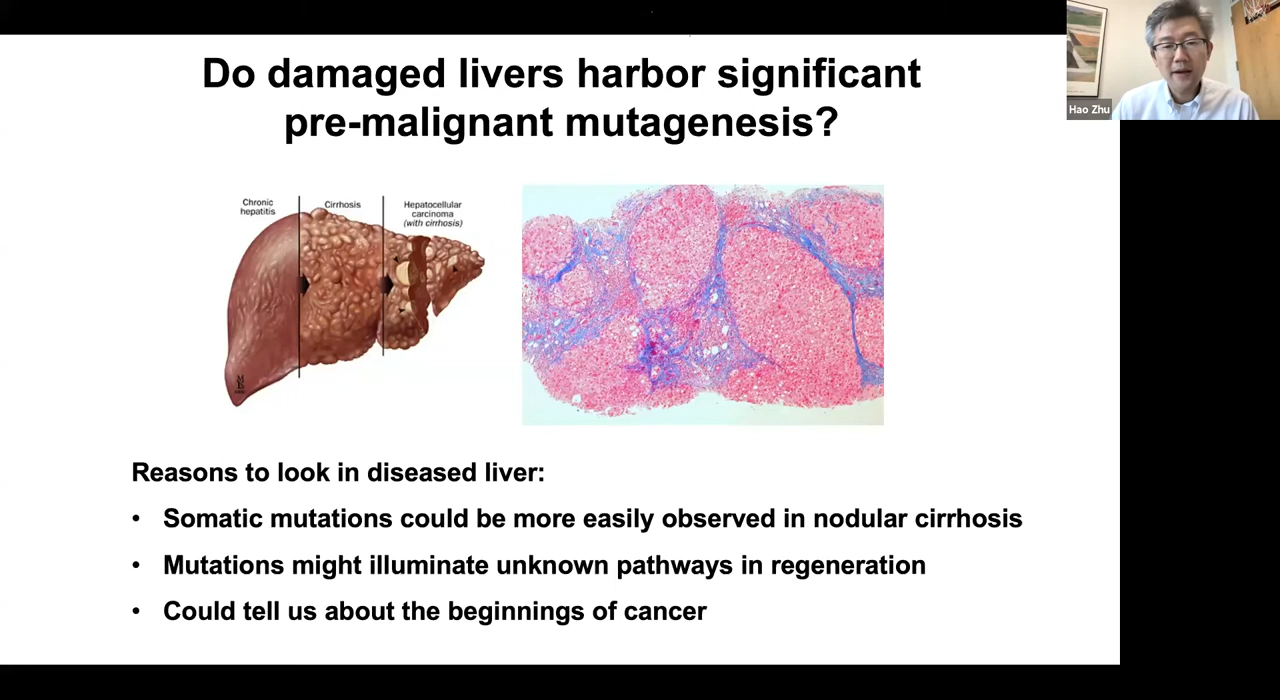 Do damaged livers harbor significant
pre-malignant mutagenesis?
Hao Zhu
Chronic
hepatitis
Cirrhosis
Hepatocellular
carcinoma
(with cirrhosis)
Reasons to look in diseased liver:
• Somatic mutations could be more easily observed in nodular cirrhosis
• Mutations might illuminate unknown pathways in regeneration
• Could tell us about the beginnings of cancer